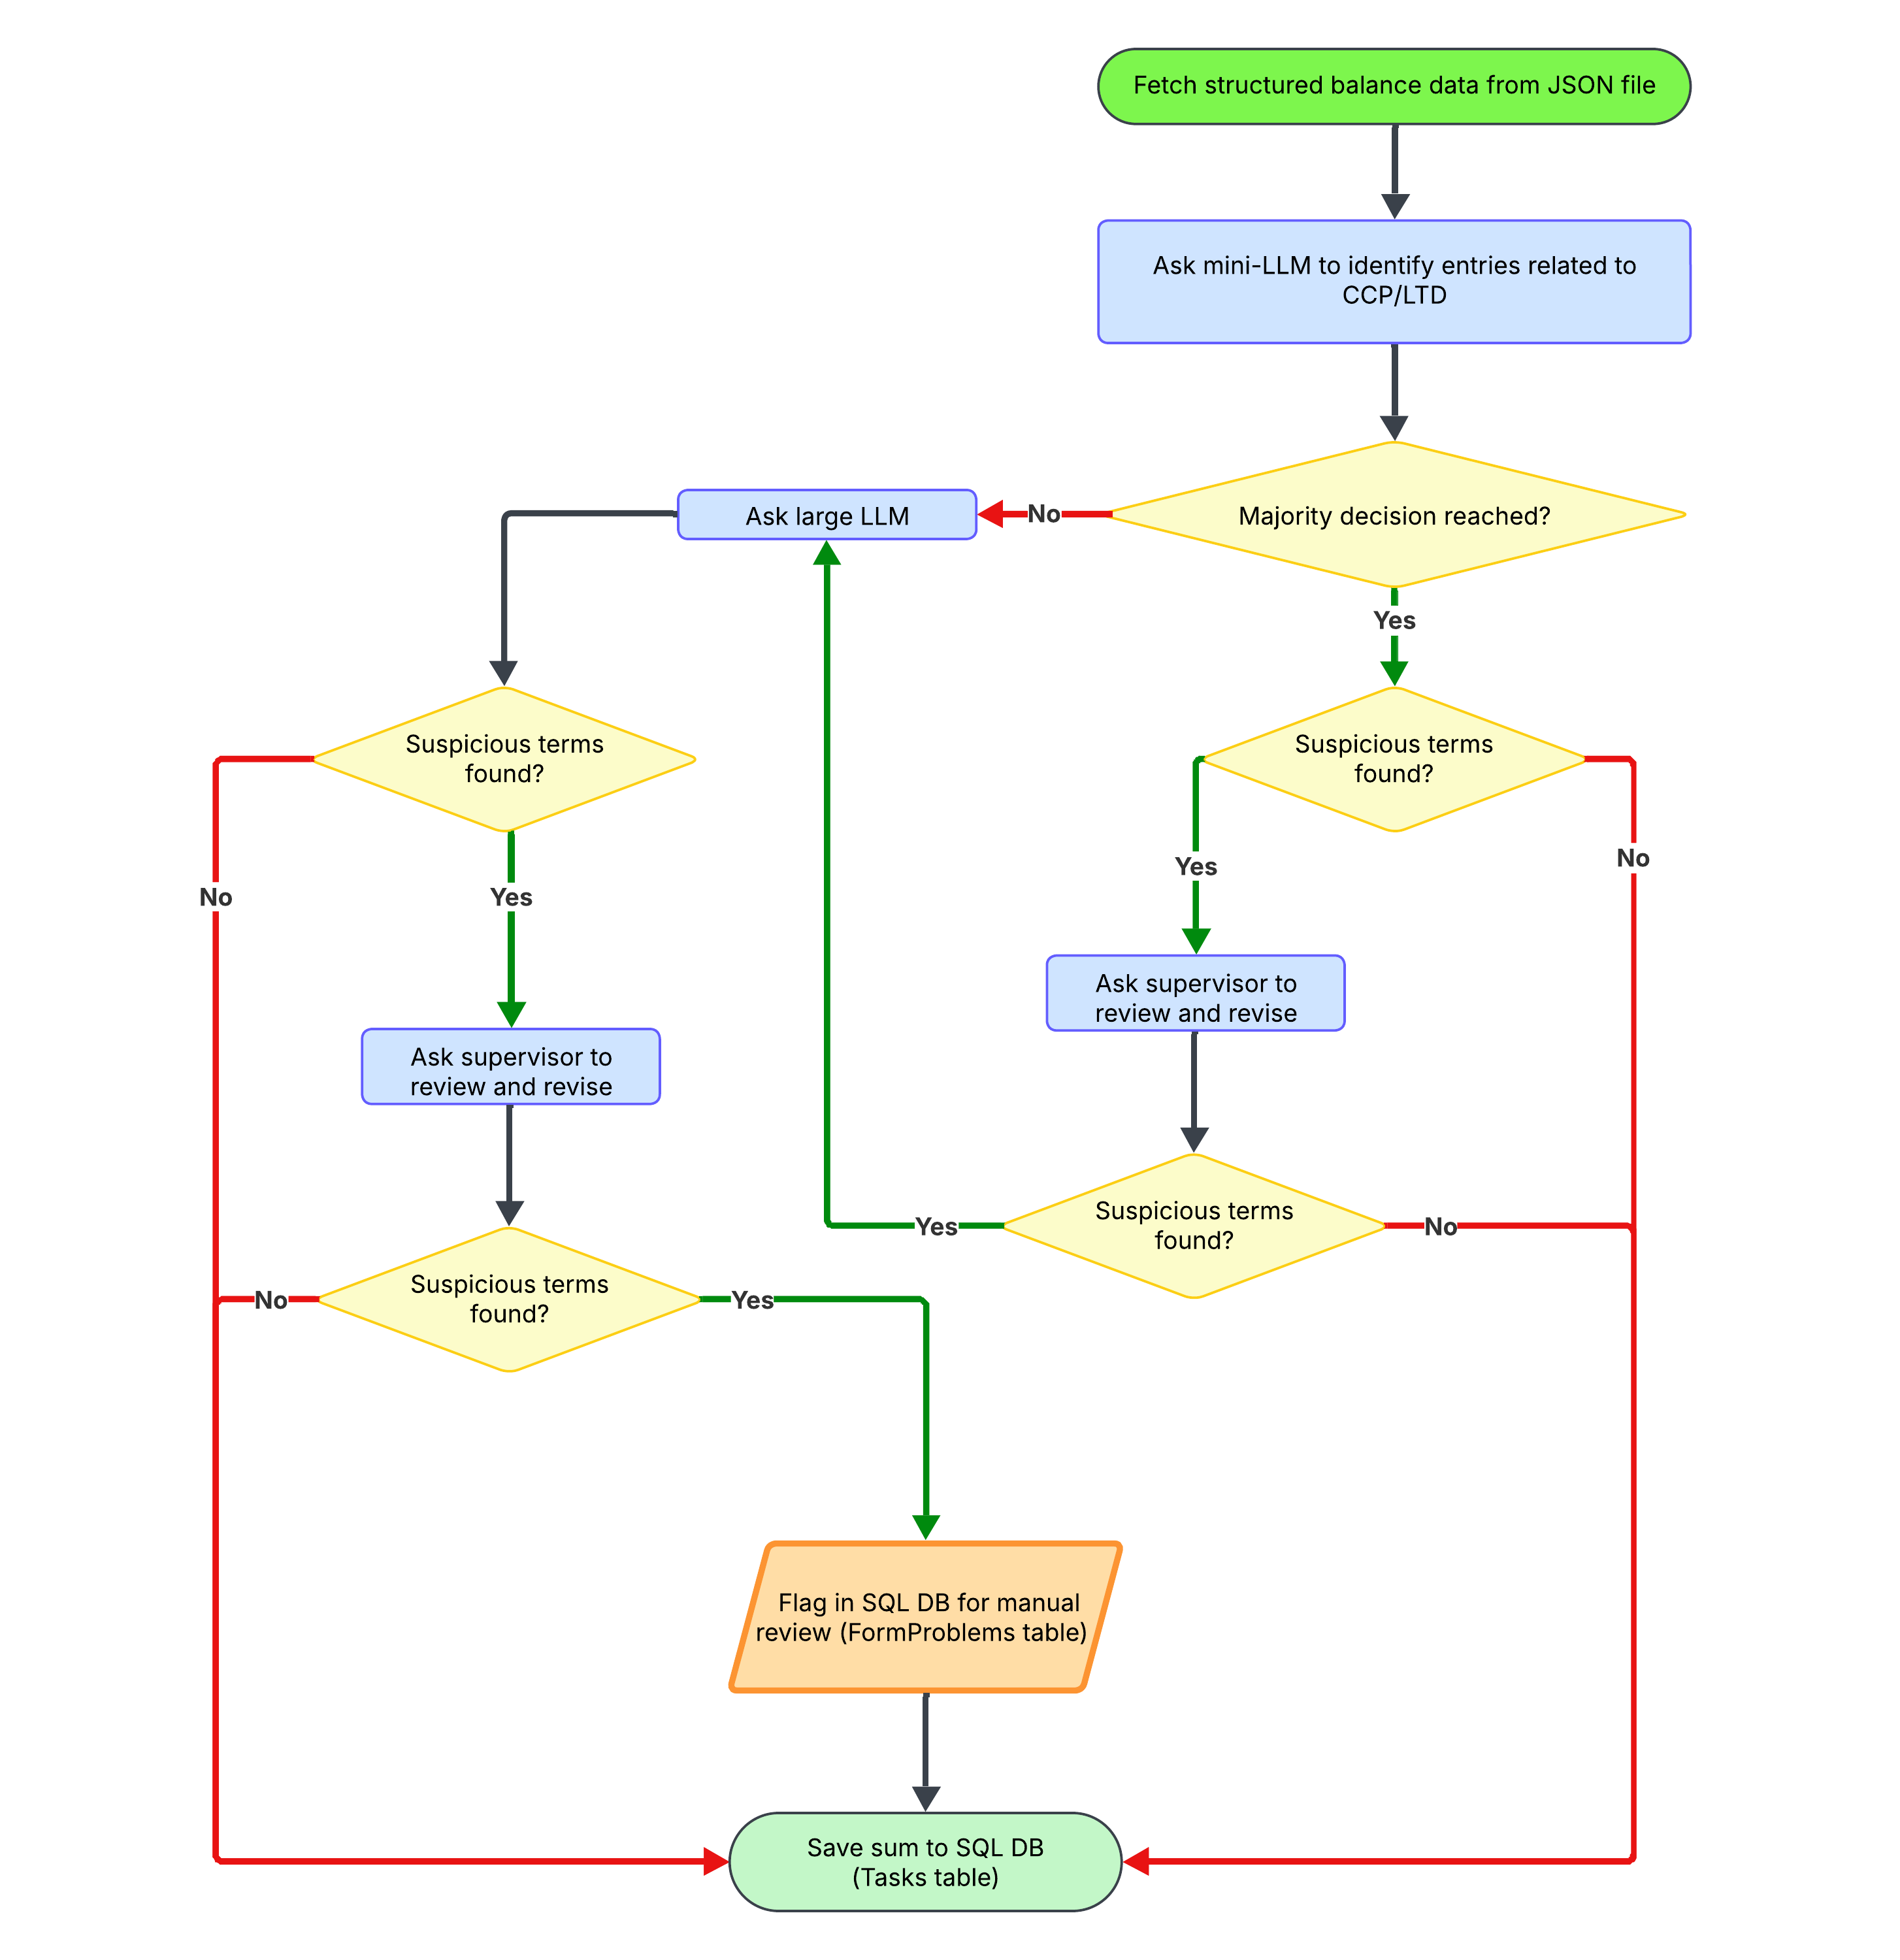 Fetch structured balance data from JSON file
Ask mini-LLM to identify entries related to
CCP/LTD
Majority decision reached?
No
Ask large LLM
Yes
Suspicious terms
found?
Suspicious terms
found?
No
Yes
Yes
No
Ask supervisor to
review and revise
Ask supervisor to
review and revise
Suspicious terms
found?
Yes
No
Suspicious terms
found?
No
Yes
Flag in SQL DB for manual
review (FormProblems table)
Save sum to SQL DB
(Tasks table)